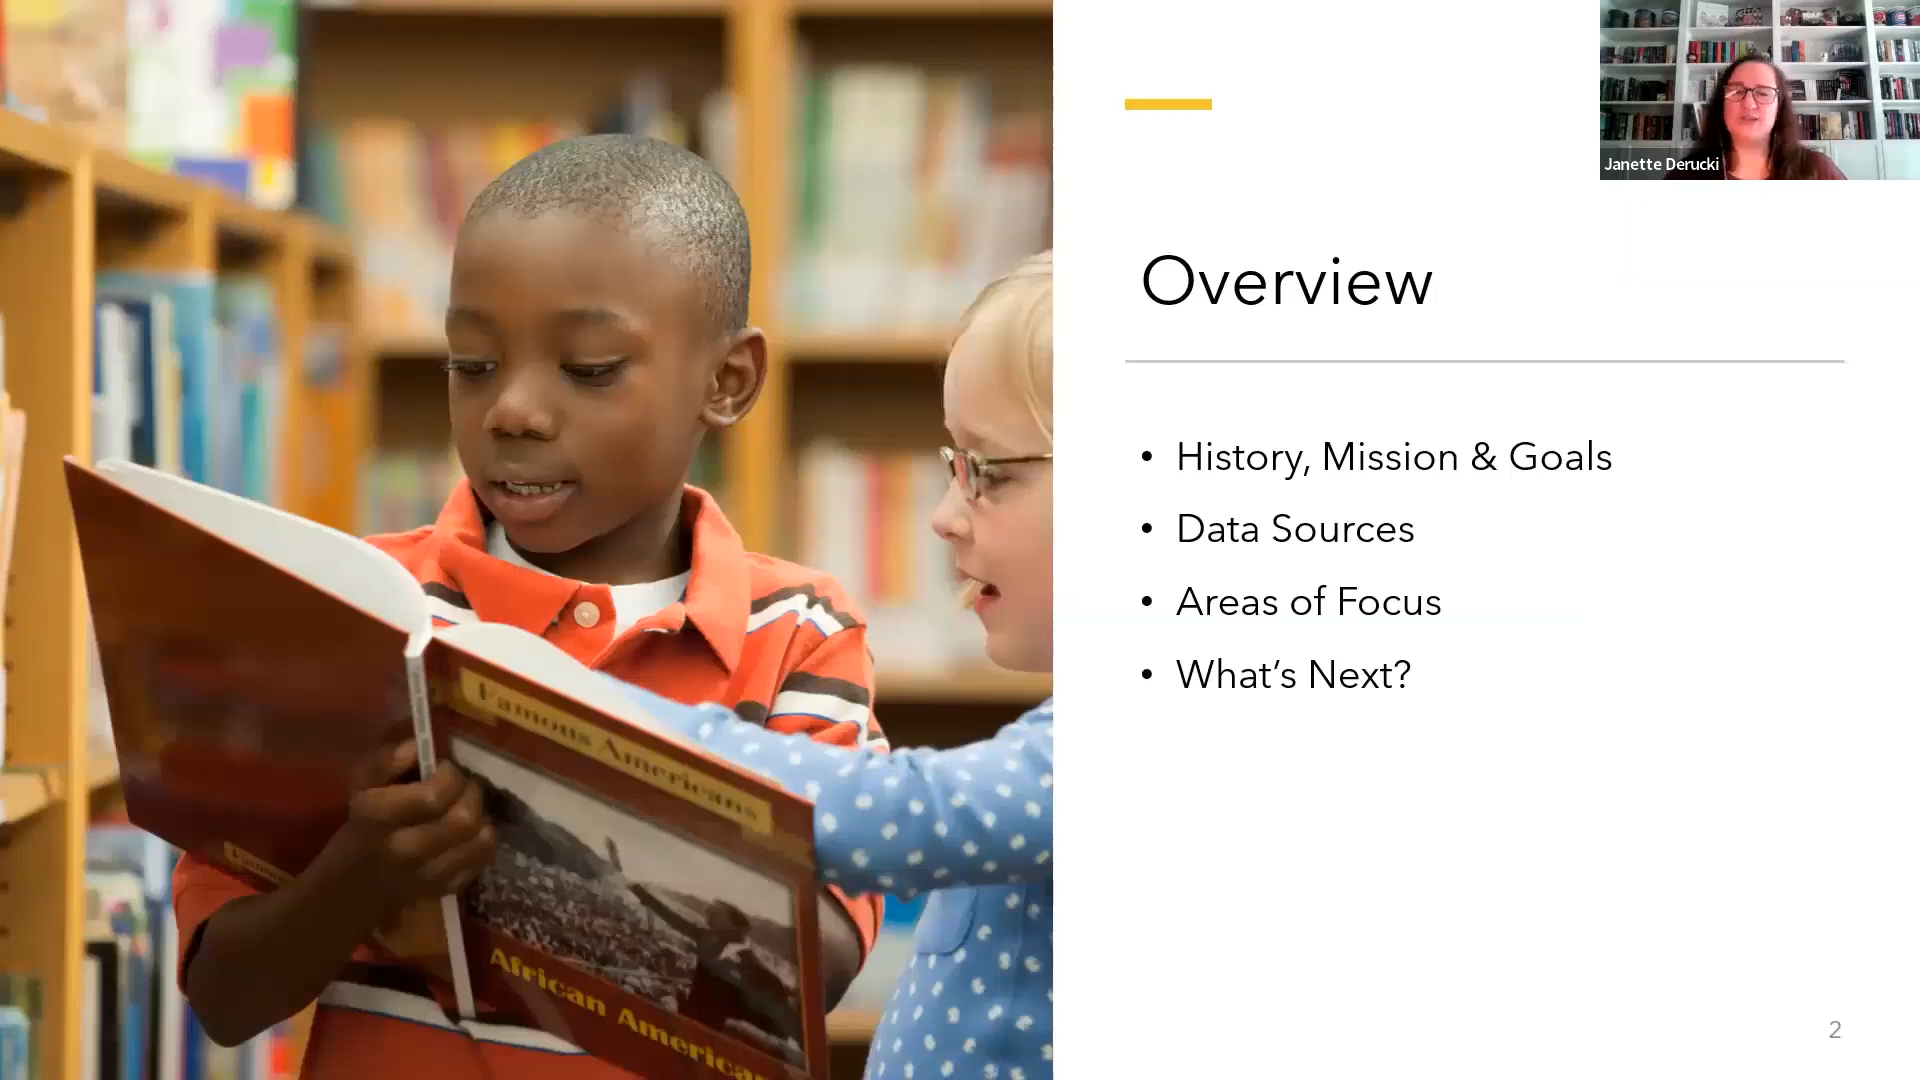 Janette Derucki
Overview
• History, Mission & Goals
• Data Sources
• Areas of Focus
• What’s Next?
Famous Americans
African American
2